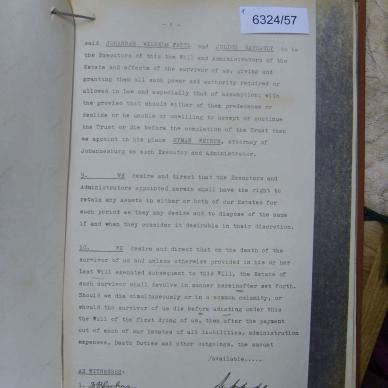 - 4 -
6324/57
said JOHANNES WILHELM and JULIUS to be
the Executors of this the Will and Administrators of the
Estate and effects of the survivor of us, giving and
granting them all such power and authority required or
allowed in law and especially that of assumption; with
the proviso that should either of them predecease or
decline or be unable or unwilling to accept or continue
the Trust or die before the completion of the Trust then
we appoint in his place HYMAN attorney of
Johannesburg as such Executor and Administrator.
9. WE desire and direct that the Executors and
Administrators appointed herein shall have the right to
retain any assets in either or both of our Estates for
such period as they may desire and to dispose of the same
if and when they consider it desirable in their discretion.
10. WE desire and direct that on the death of the
survivor of us and unless otherwise provided in his or her
Last Will executed subsequent to this Will, the Estate of
such survivor shall devolve in manner hereinafter set forth.
Should we die simultaneously or in a common calamity, or
should the survivor of us die before adiating under this
the Will of the first dying of us, then after the payment
out of each of our Estates of all liabilities, administration
expenses, Death Duties and other outgoings, the amount
/available.....
AS WITNESSES:
1.